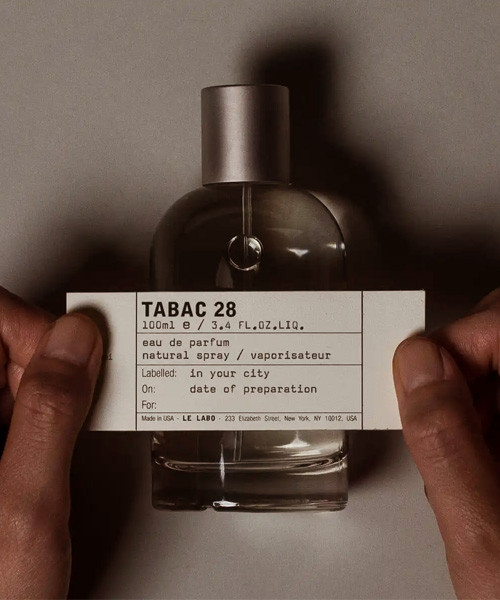 TABAC 28
100ml e / 3.4 FL.OZ.LIQ.
eau de parfum
natural spray / vaporisateur
Labelled: in your city
On: date of preparation
For:
Made in USA - LE LABO - 233 Elizabeth Street, New York, NY 10012, USA